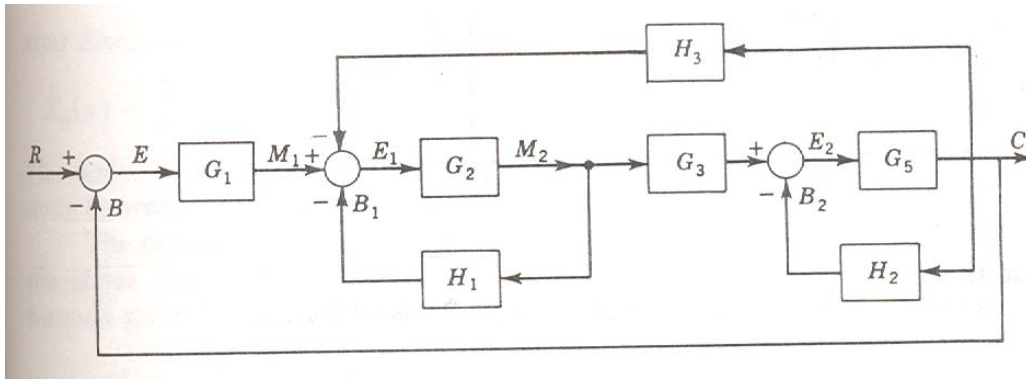 H3
R + E G1 M1 + − E1 G2 M2 G3 + E2 G5 C
− B − B1 − B2
H1 H2